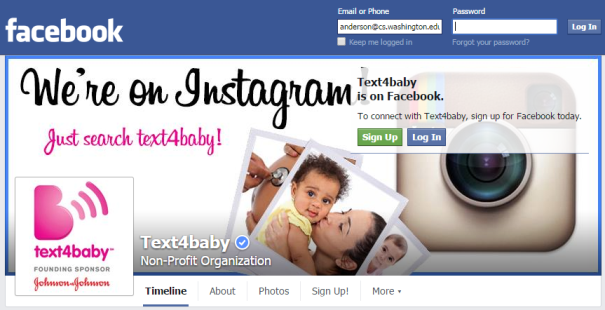 facebook
Email or Phone
Password
anderson@cs.washington.edu
Log In
Keep me logged in
Forgot your password?
We're on Instagram!
Just search text4baby!
Text4baby
is on Facebook.
To connect with Text4baby, sign up for Facebook today.
Sign Up
Log In
text4baby™
FOUNDING SPONSOR
Johnson & Johnson
Text4baby
Non-Profit Organization
Timeline
About
Photos
Sign Up!
More